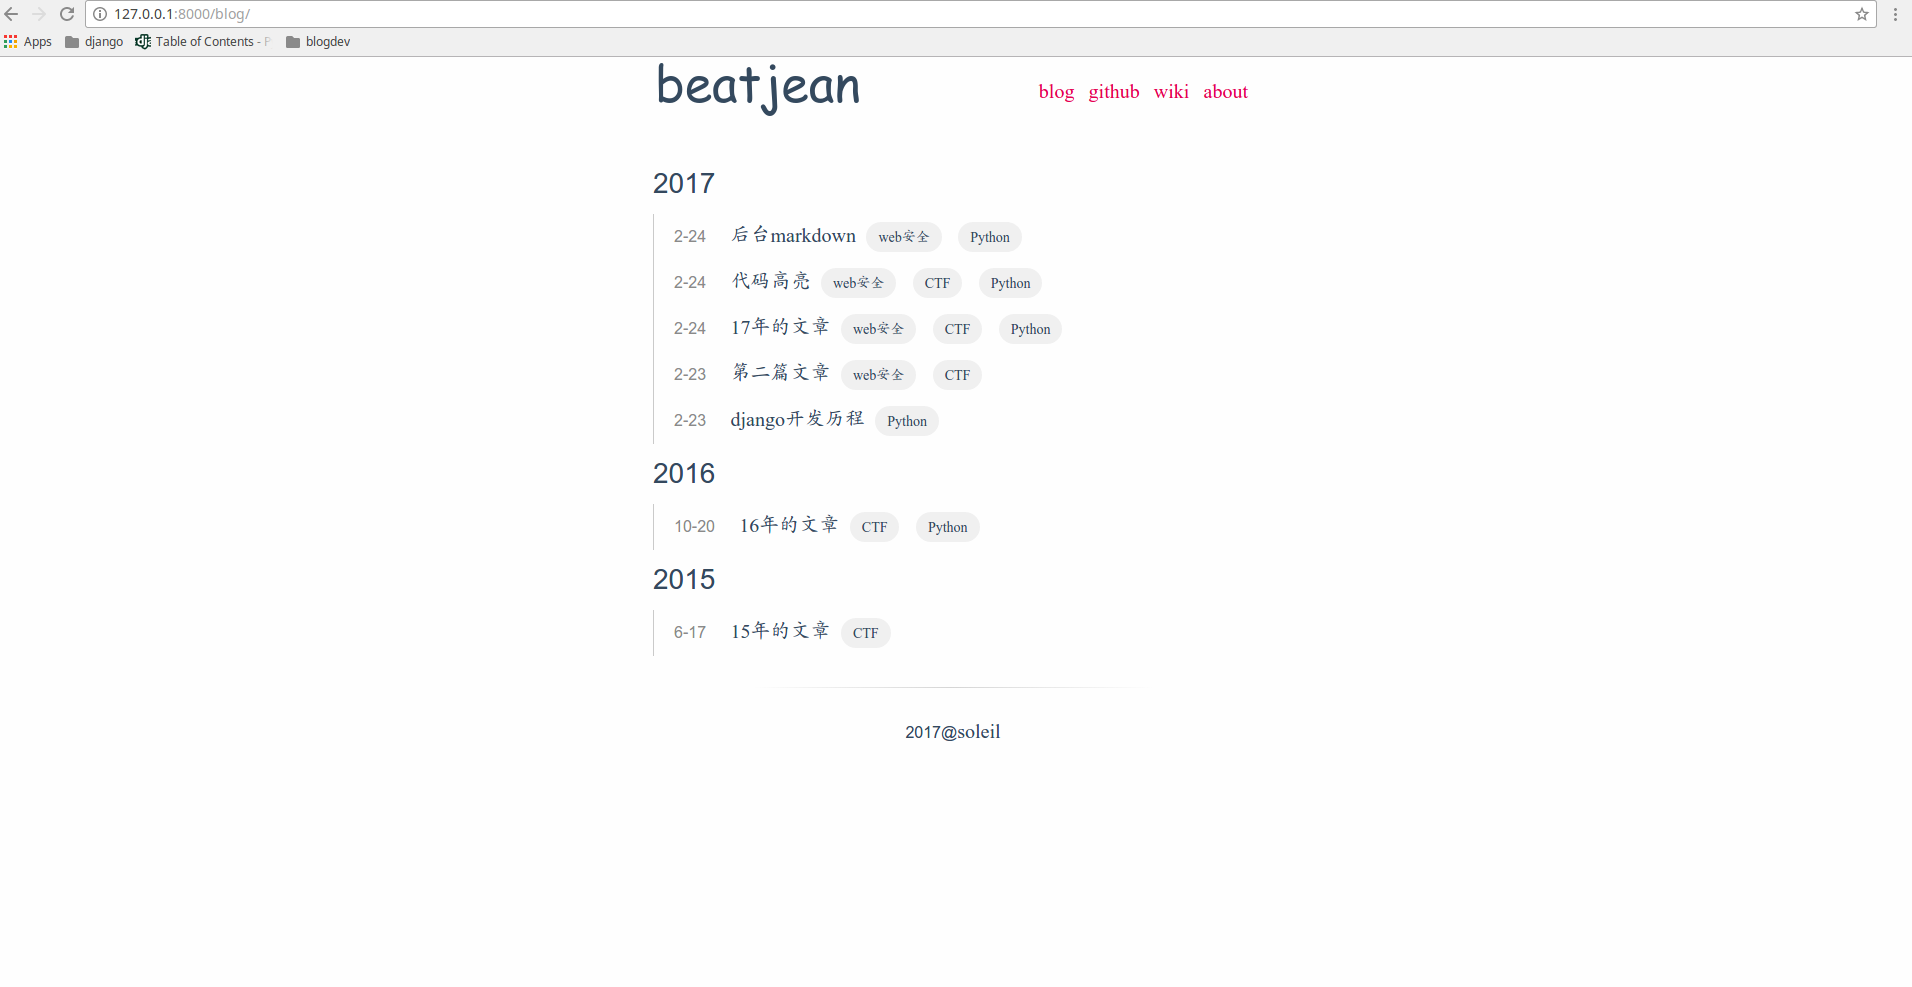 127.0.0.1:8000/blog/
Apps django Table of Contents - P blogdev
beatjean
blog github wiki about
2017
2-24 后台markdown web安全 Python
2-24 代码高亮 web安全 CTF Python
2-24 17年的文章 web安全 CTF Python
2-23 第二篇文章 web安全 CTF
2-23 django开发历程 Python
2016
10-20 16年的文章 CTF Python
2015
6-17 15年的文章 CTF
2017@soleil